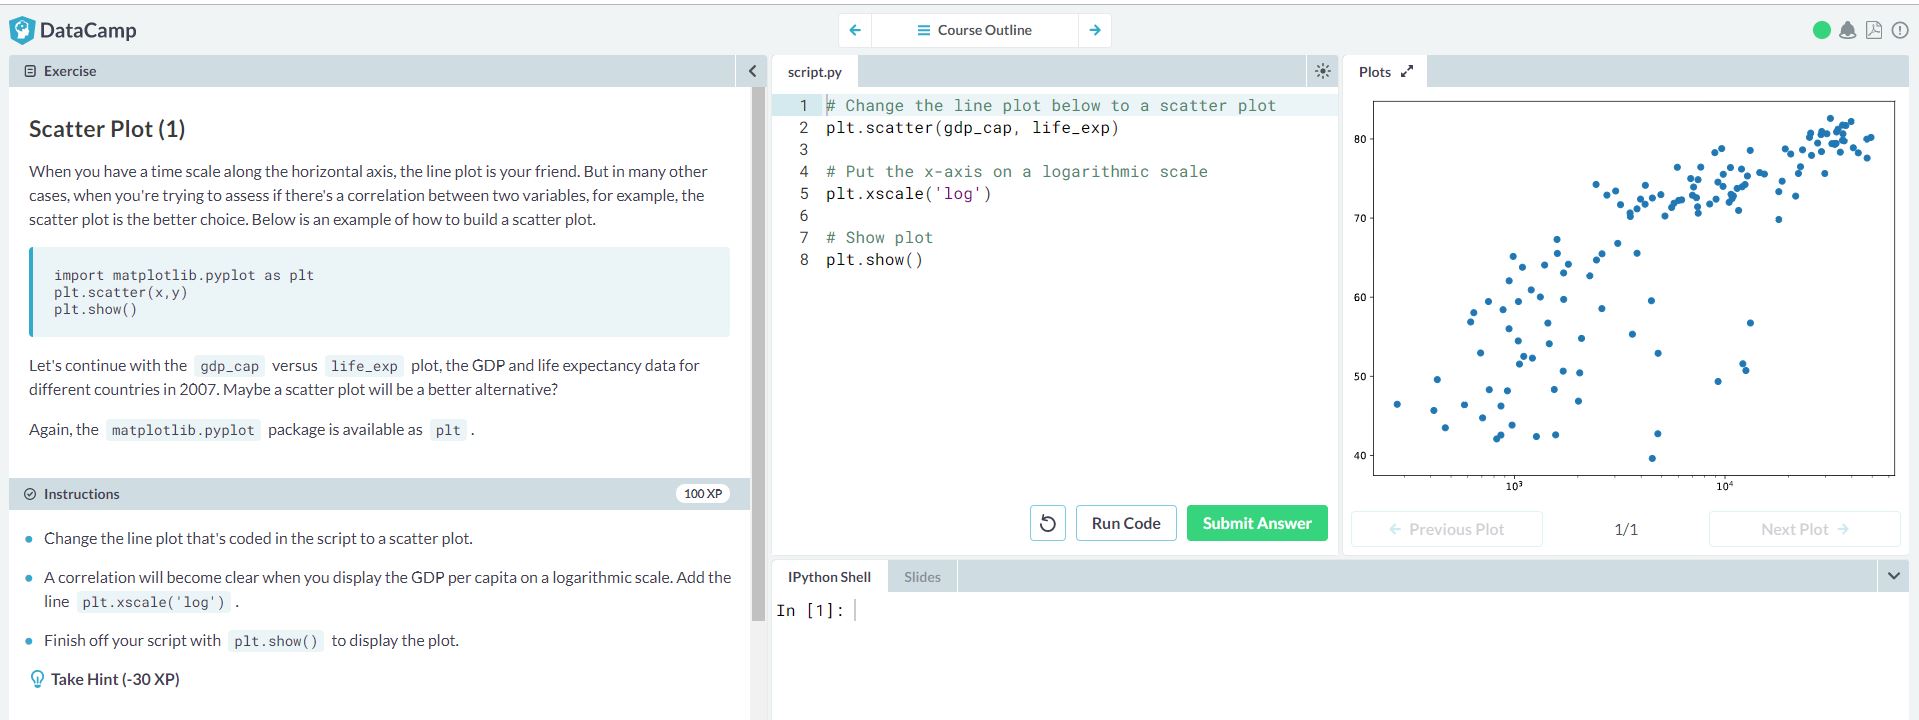 DataCamp
Course Outline
Exercise
Scatter Plot (1)
When you have a time scale along the horizontal axis, the line plot is your friend. But in many other
cases, when you're trying to assess if there's a correlation between two variables, for example, the
scatter plot is the better choice. Below is an example of how to build a scatter plot.
import matplotlib.pyplot as plt
plt.scatter(x,y)
plt.show()
Let's continue with the gdp_cap versus life_exp plot, the GDP and life expectancy data for
different countries in 2007. Maybe a scatter plot will be a better alternative?
Again, the matplotlib.pyplot package is available as plt .
Instructions 100 XP
Change the line plot that's coded in the script to a scatter plot.
A correlation will become clear when you display the GDP per capita on a logarithmic scale. Add the
line plt.xscale('log') .
Finish off your script with plt.show() to display the plot.
Take Hint (-30 XP)
script.py
1 # Change the line plot below to a scatter plot
2 plt.scatter(gdp_cap, life_exp)
3
4 # Put the x-axis on a logarithmic scale
5 plt.xscale('log')
6
7 # Show plot
8 plt.show()
Run Code
Submit Answer
Plots
80
70
60
50
40
10³ 10⁴
Previous Plot 1/1 Next Plot
IPython Shell Slides
In [1]: